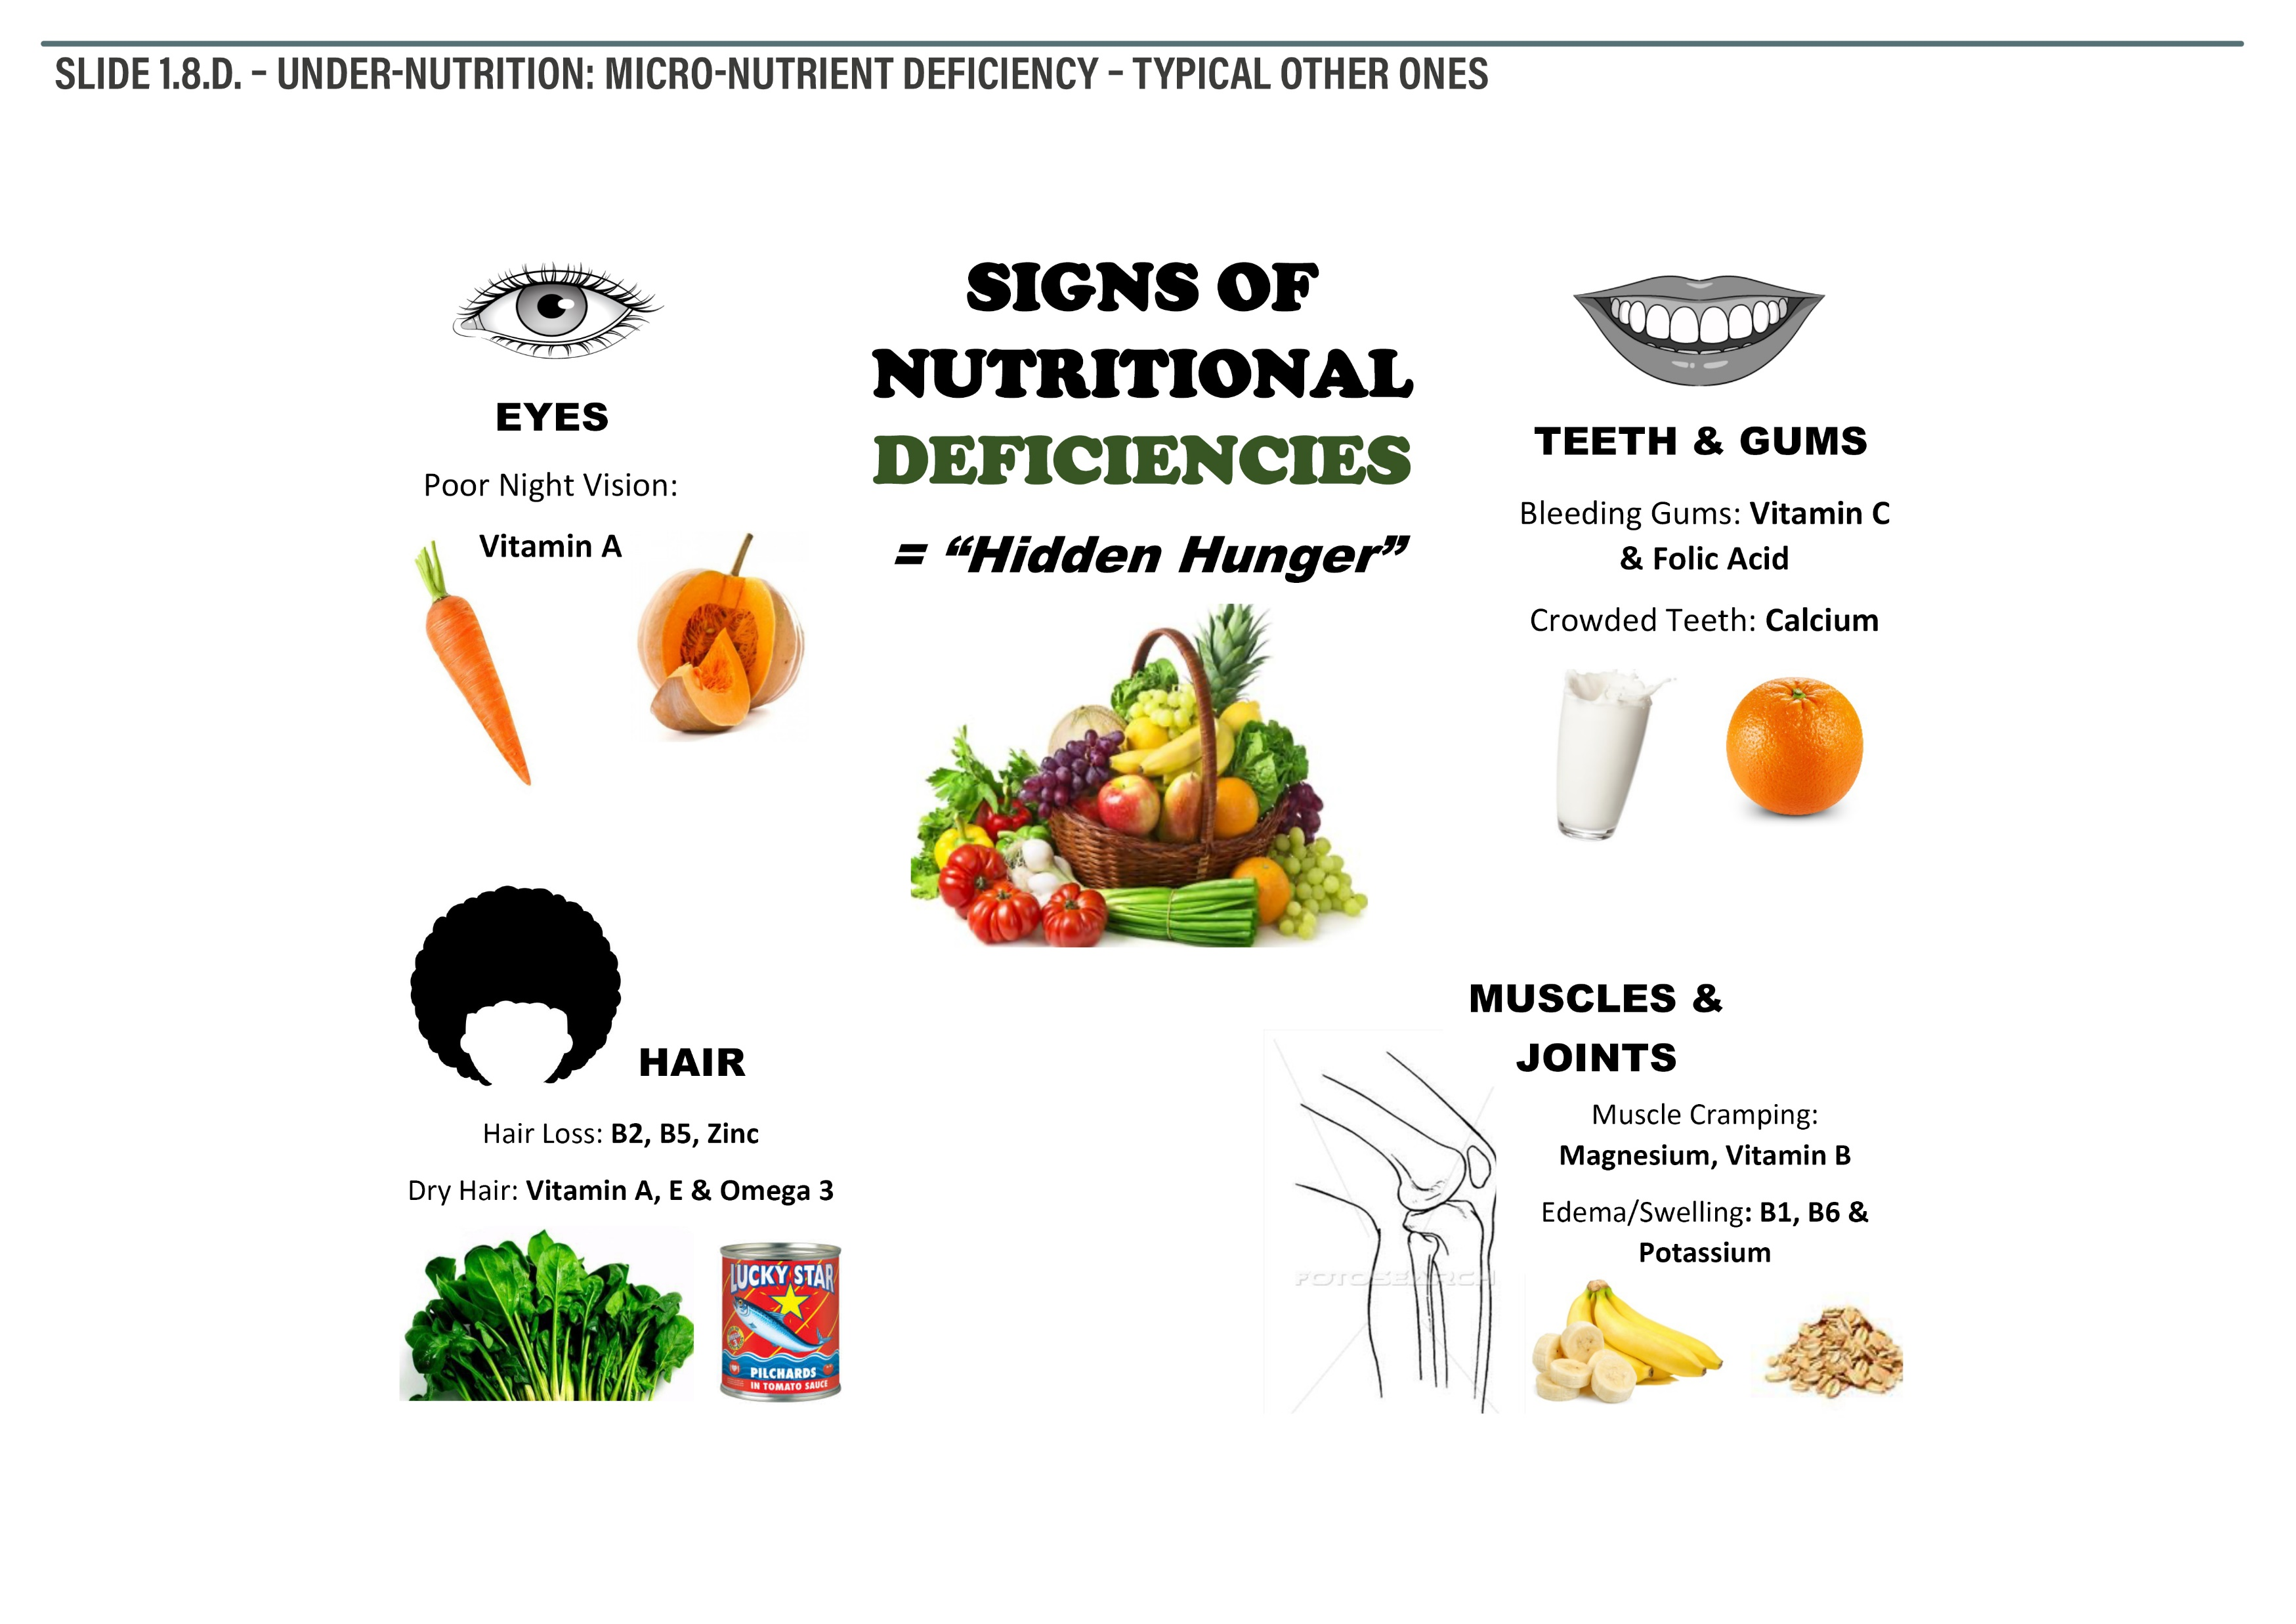 SLIDE 1.8.D. – UNDER-NUTRITION: MICRO-NUTRIENT DEFICIENCY – TYPICAL OTHER ONES
SIGNS OF
NUTRITIONAL
DEFICIENCIES
= “Hidden Hunger”
EYES
Poor Night Vision:
Vitamin A
TEETH & GUMS
Bleeding Gums: Vitamin C
& Folic Acid
Crowded Teeth: Calcium
HAIR
Hair Loss: B2, B5, Zinc
Dry Hair: Vitamin A, E & Omega 3
LUCKY STAR
PILCHARDS
IN TOMATO SAUCE
MUSCLES &
JOINTS
Muscle Cramping:
Magnesium, Vitamin B
Edema/Swelling: B1, B6 &
Potassium
FOTOSEARCH